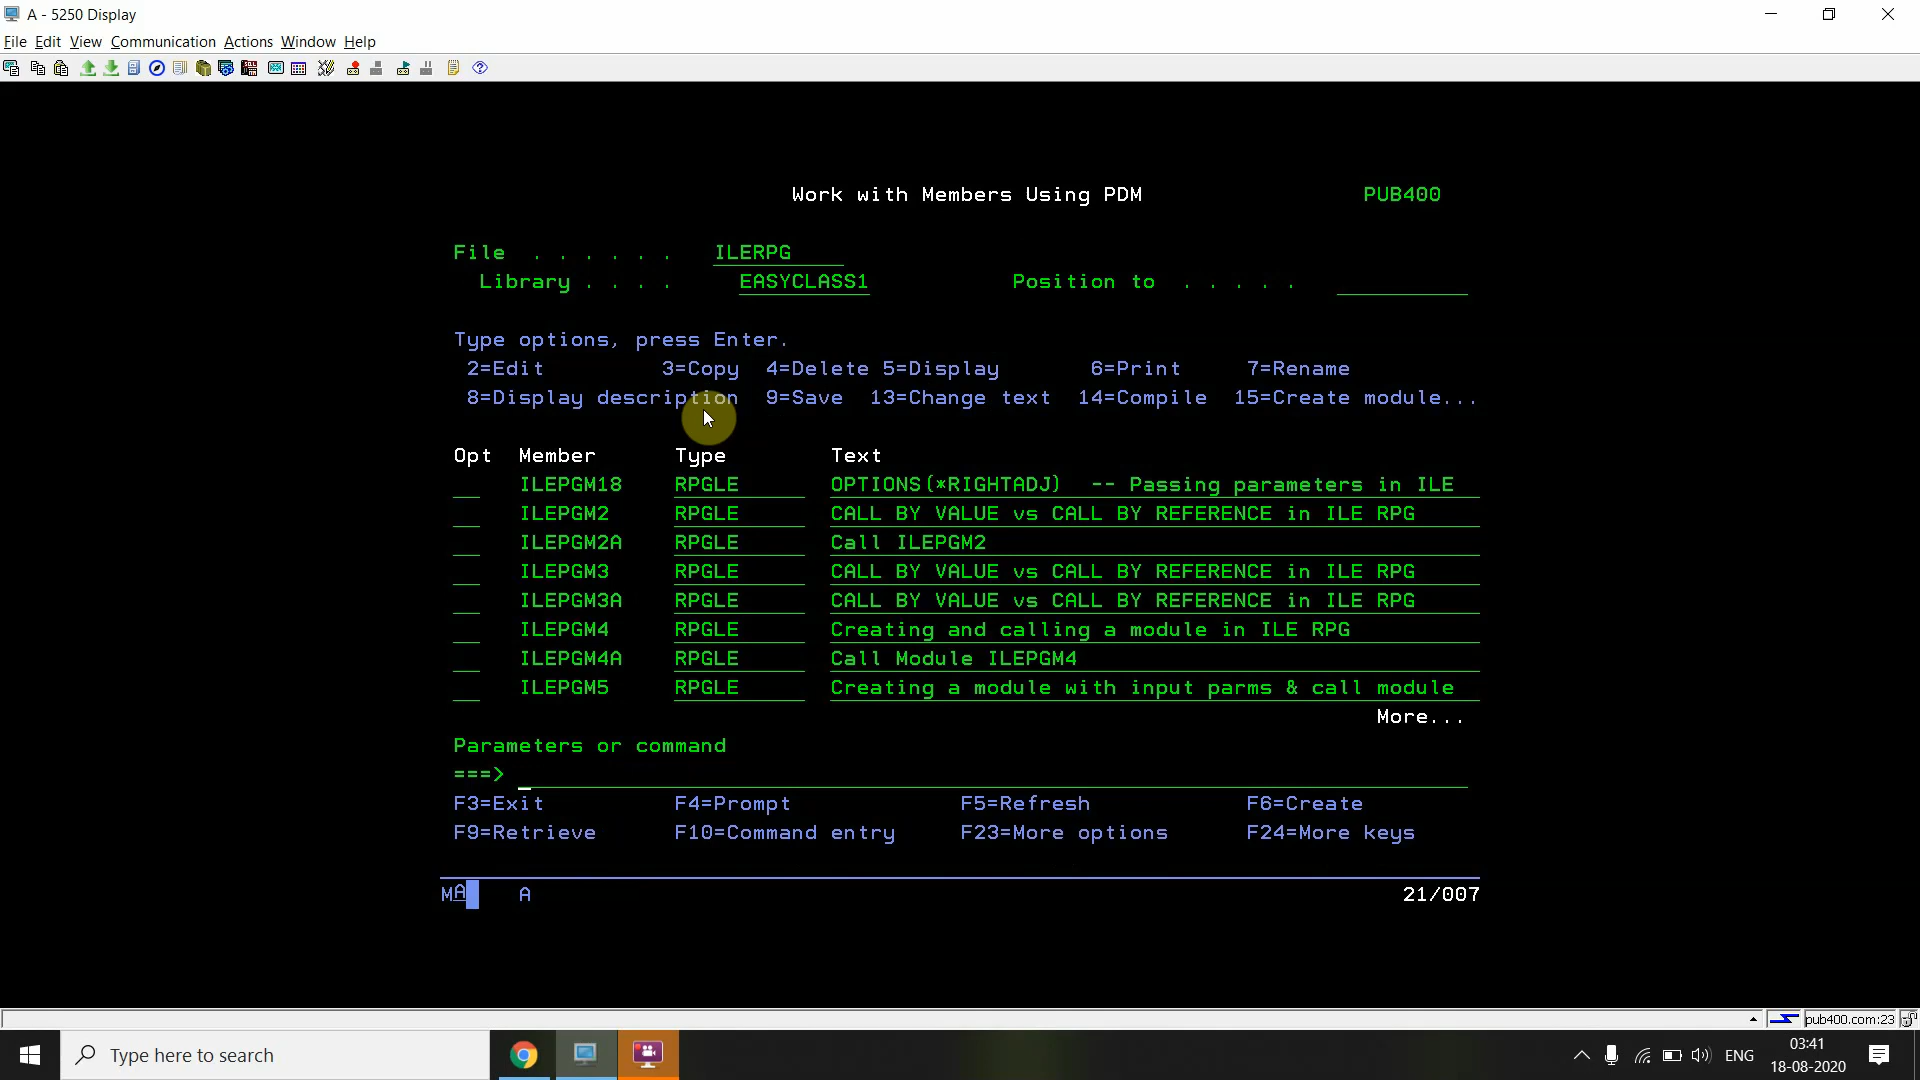 A - 5250 Display
File Edit View Communication Actions Window Help
Work with Members Using PDM PUB400
File . . . . . . ILERPG
Library . . . . EASYCLASS1 Position to . . . . .
Type options, press Enter.
2=Edit 3=Copy 4=Delete 5=Display 6=Print 7=Rename
8=Display description 9=Save 13=Change text 14=Compile 15=Create module...
Opt Member Type Text
ILEPGM18 RPGLE OPTIONS(*RIGHTADJ) -- Passing parameters in ILE
ILEPGM2 RPGLE CALL BY VALUE vs CALL BY REFERENCE in ILE RPG
ILEPGM2A RPGLE Call ILEPGM2
ILEPGM3 RPGLE CALL BY VALUE vs CALL BY REFERENCE in ILE RPG
ILEPGM3A RPGLE CALL BY VALUE vs CALL BY REFERENCE in ILE RPG
ILEPGM4 RPGLE Creating and calling a module in ILE RPG
ILEPGM4A RPGLE Call Module ILEPGM4
ILEPGM5 RPGLE Creating a module with input parms & call module
More...
Parameters or command
===>
F3=Exit F4=Prompt F5=Refresh F6=Create
F9=Retrieve F10=Command entry F23=More options F24=More keys
MA A 21/007
pub400.com:23
Type here to search
ENG
03:41
18-08-2020